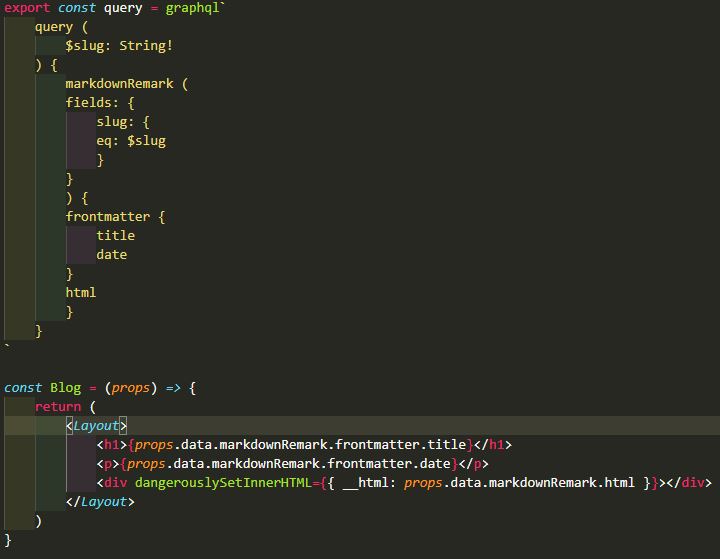 export const query = graphql`
query (
$slug: String!
) {
markdownRemark (
fields: {
slug: {
eq: $slug
}
}
) {
frontmatter {
title
date
}
html
}
}
`
const Blog = (props) => {
return (
<Layout>
<h1>{props.data.markdownRemark.frontmatter.title}</h1>
<p>{props.data.markdownRemark.frontmatter.date}</p>
<div dangerouslySetInnerHTML={{ __html: props.data.markdownRemark.html }}></div>
</Layout>
)
}